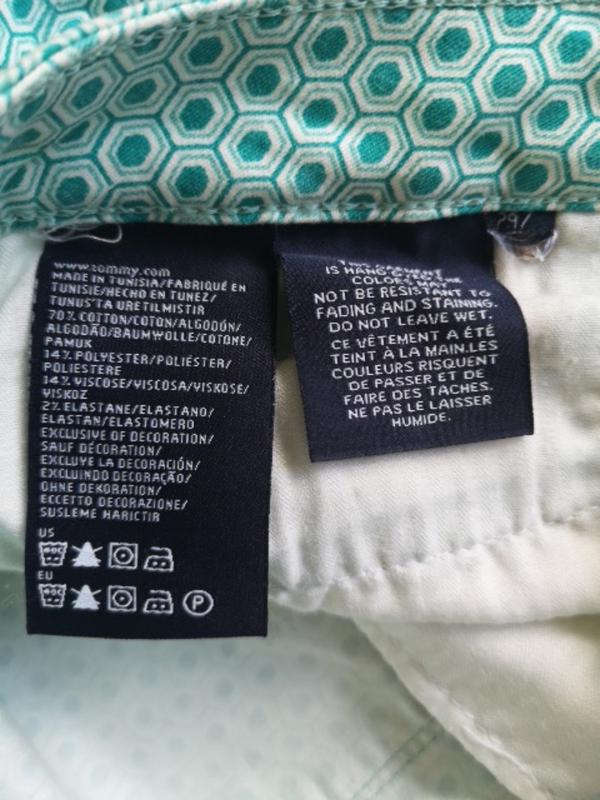 www.tommy.com
MADE IN TUNISIA/FABRIQUÉ EN
TUNISIE/HECHO EN TUNEZ/
TUNUS'TA URETILMISTIR
70% COTTON/COTON/ALGODÓN/
ALGODÃO/BAUMWOLLE/COTONE/
PAMUK
14% POLYESTER/POLIÉSTER/
POLIESTERE
14% VISCOSE/VISCOSA/VISKOSE/
VISKOZ
2% ELASTANE/ELASTANO/
ELASTAN/ELASTOMERO
EXCLUSIVE OF DECORATION/
SAUF DÉCORATION/
EXCLUYE LA DECORACIÓN/
EXCLUINDO DECORAÇÃO/
OHNE DEKORATION/
ECCETTO DECORAZIONE/
SUSLEME HARICTIR
US
EU
P
THIS GARMENT
IS HAND
COLORS
NOT BE RESISTANT TO
FADING AND STAINING.
DO NOT LEAVE WET.
CE VÊTEMENT A ÉTÉ
TEINT À LA MAIN.LES
COULEURS RISQUENT
DE PASSER ET DE
FAIRE DES TACHES.
NE PAS LE LAISSER
HUMIDE.